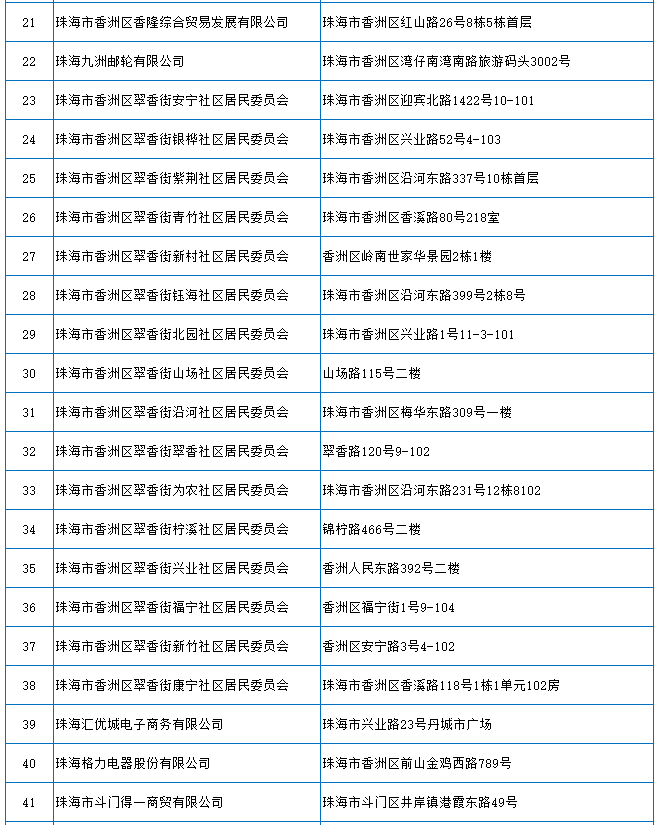 21 珠海市香洲区香隆综合贸易发展有限公司 珠海市香洲区红山路26号8栋5栋首层
22 珠海九洲邮轮有限公司 珠海市香洲区湾仔南湾南路旅游码头3002号
23 珠海市香洲区翠香街安宁社区居民委员会 珠海市香洲区迎宾北路1422号10-101
24 珠海市香洲区翠香街银桦社区居民委员会 珠海市香洲区兴业路52号4-103
25 珠海市香洲区翠香街紫荆社区居民委员会 珠海市香洲区沿河东路337号10栋首层
26 珠海市香洲区翠香街青竹社区居民委员会 珠海市香洲区香溪路80号218室
27 珠海市香洲区翠香街新村社区居民委员会 香洲区岭南世家华景园2栋1楼
28 珠海市香洲区翠香街钰海社区居民委员会 珠海市香洲区沿河东路399号2栋8号
29 珠海市香洲区翠香街北园社区居民委员会 珠海市香洲区兴业路1号11-3-101
30 珠海市香洲区翠香街山场社区居民委员会 山场路115号二楼
31 珠海市香洲区翠香街沿河社区居民委员会 珠海市香洲区梅华东路309号一楼
32 珠海市香洲区翠香街翠香社区居民委员会 翠香路120号9-102
33 珠海市香洲区翠香街为农社区居民委员会 珠海市香洲区沿河东路231号12栋8102
34 珠海市香洲区翠香街柠溪社区居民委员会 锦柠路466号二楼
35 珠海市香洲区翠香街兴业社区居民委员会 香洲人民东路392号二楼
36 珠海市香洲区翠香街福宁社区居民委员会 香洲区福宁街1号9-104
37 珠海市香洲区翠香街新竹社区居民委员会 香洲区安宁路3号4-102
38 珠海市香洲区翠香街康宁社区居民委员会 珠海市香洲区香溪路118号1栋1单元102房
39 珠海汇优城电子商务有限公司 珠海市兴业路23号丹城市广场
40 珠海格力电器股份有限公司 珠海市香洲区前山金鸡西路789号
41 珠海市斗门得一商贸有限公司 珠海市斗门区井岸镇港霞东路49号